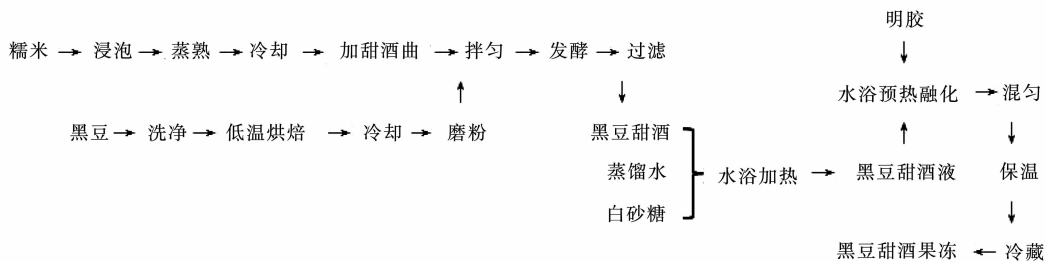 明胶
糯米 → 浸泡 → 蒸熟 → 冷却 → 加甜酒曲 → 拌匀 → 发酵 → 过滤
水浴预热融化 → 混匀
黑豆 → 洗净 → 低温烘焙 → 冷却 → 磨粉
黑豆甜酒
蒸馏水
白砂糖
水浴加热 → 黑豆甜酒液
保温
黑豆甜酒果冻 ← 冷藏